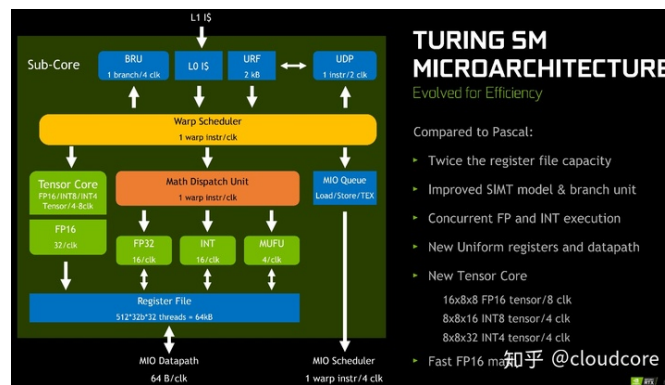 L1 I$
Sub-Core
BRU
1 branch/4 clk
L0 I$
URF
2 kB
UDP
1 instr/2 clk
Warp Scheduler
1 warp instr/clk
Tensor Core
FP16/INT8/INT4
Tensor/4-8clk
FP16
32/clk
Math Dispatch Unit
1 warp instr/clk
MIO Queue
Load/Store/TEX
FP32
16/clk
INT
16/clk
MUFU
4/clk
Register File
512*32b*32 threads = 64kB
MIO Datapath
64 B/clk
MIO Scheduler
1 warp instr/4 clk
TURING SM
MICROARCHITECTURE
Evolved for Efficiency
Compared to Pascal:
Twice the register file capacity
Improved SIMT model & branch unit
Concurrent FP and INT execution
New Uniform registers and datapath
New Tensor Core
16x8x8 FP16 tensor/8 clk
8x8x16 INT8 tensor/4 clk
8x8x32 INT4 tensor/4 clk
Fast FP16 ma
知乎 @cloudcore